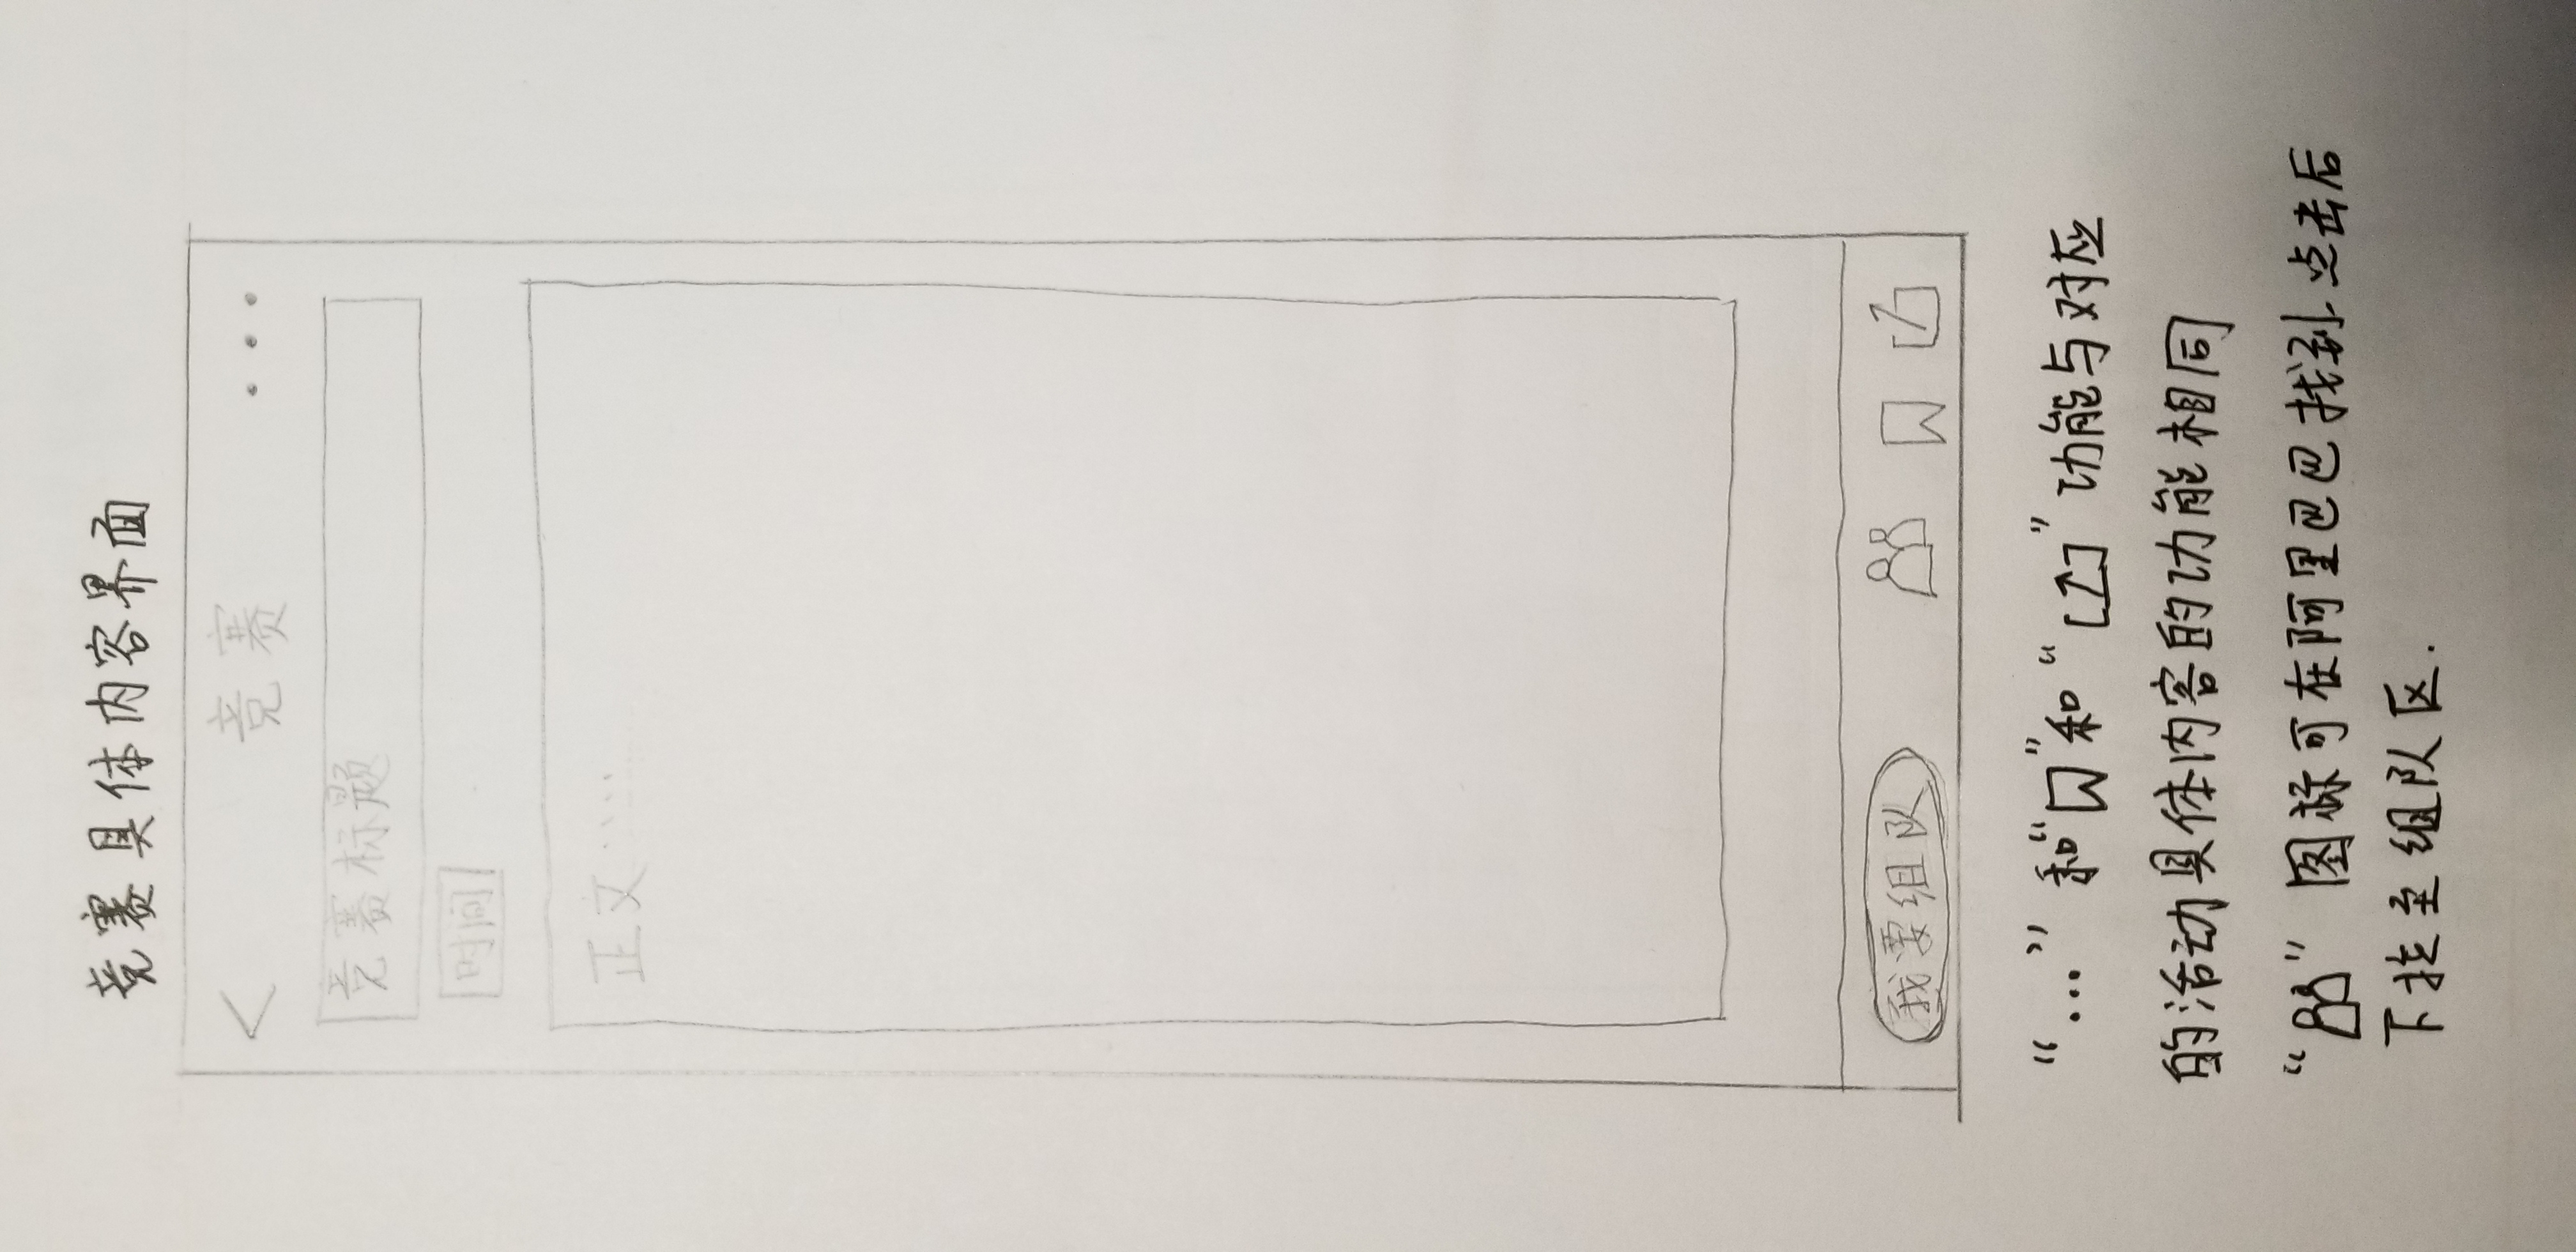 竞赛具体内容界面
< 竞赛 ...
竞赛标题
时间
正文……
我要组队
“...”和“口”和“[↑]”功能与对应
的活动具体内容的功能相同
“ ”图标可在阿里巴巴找到.点击后
下拉至组队区.